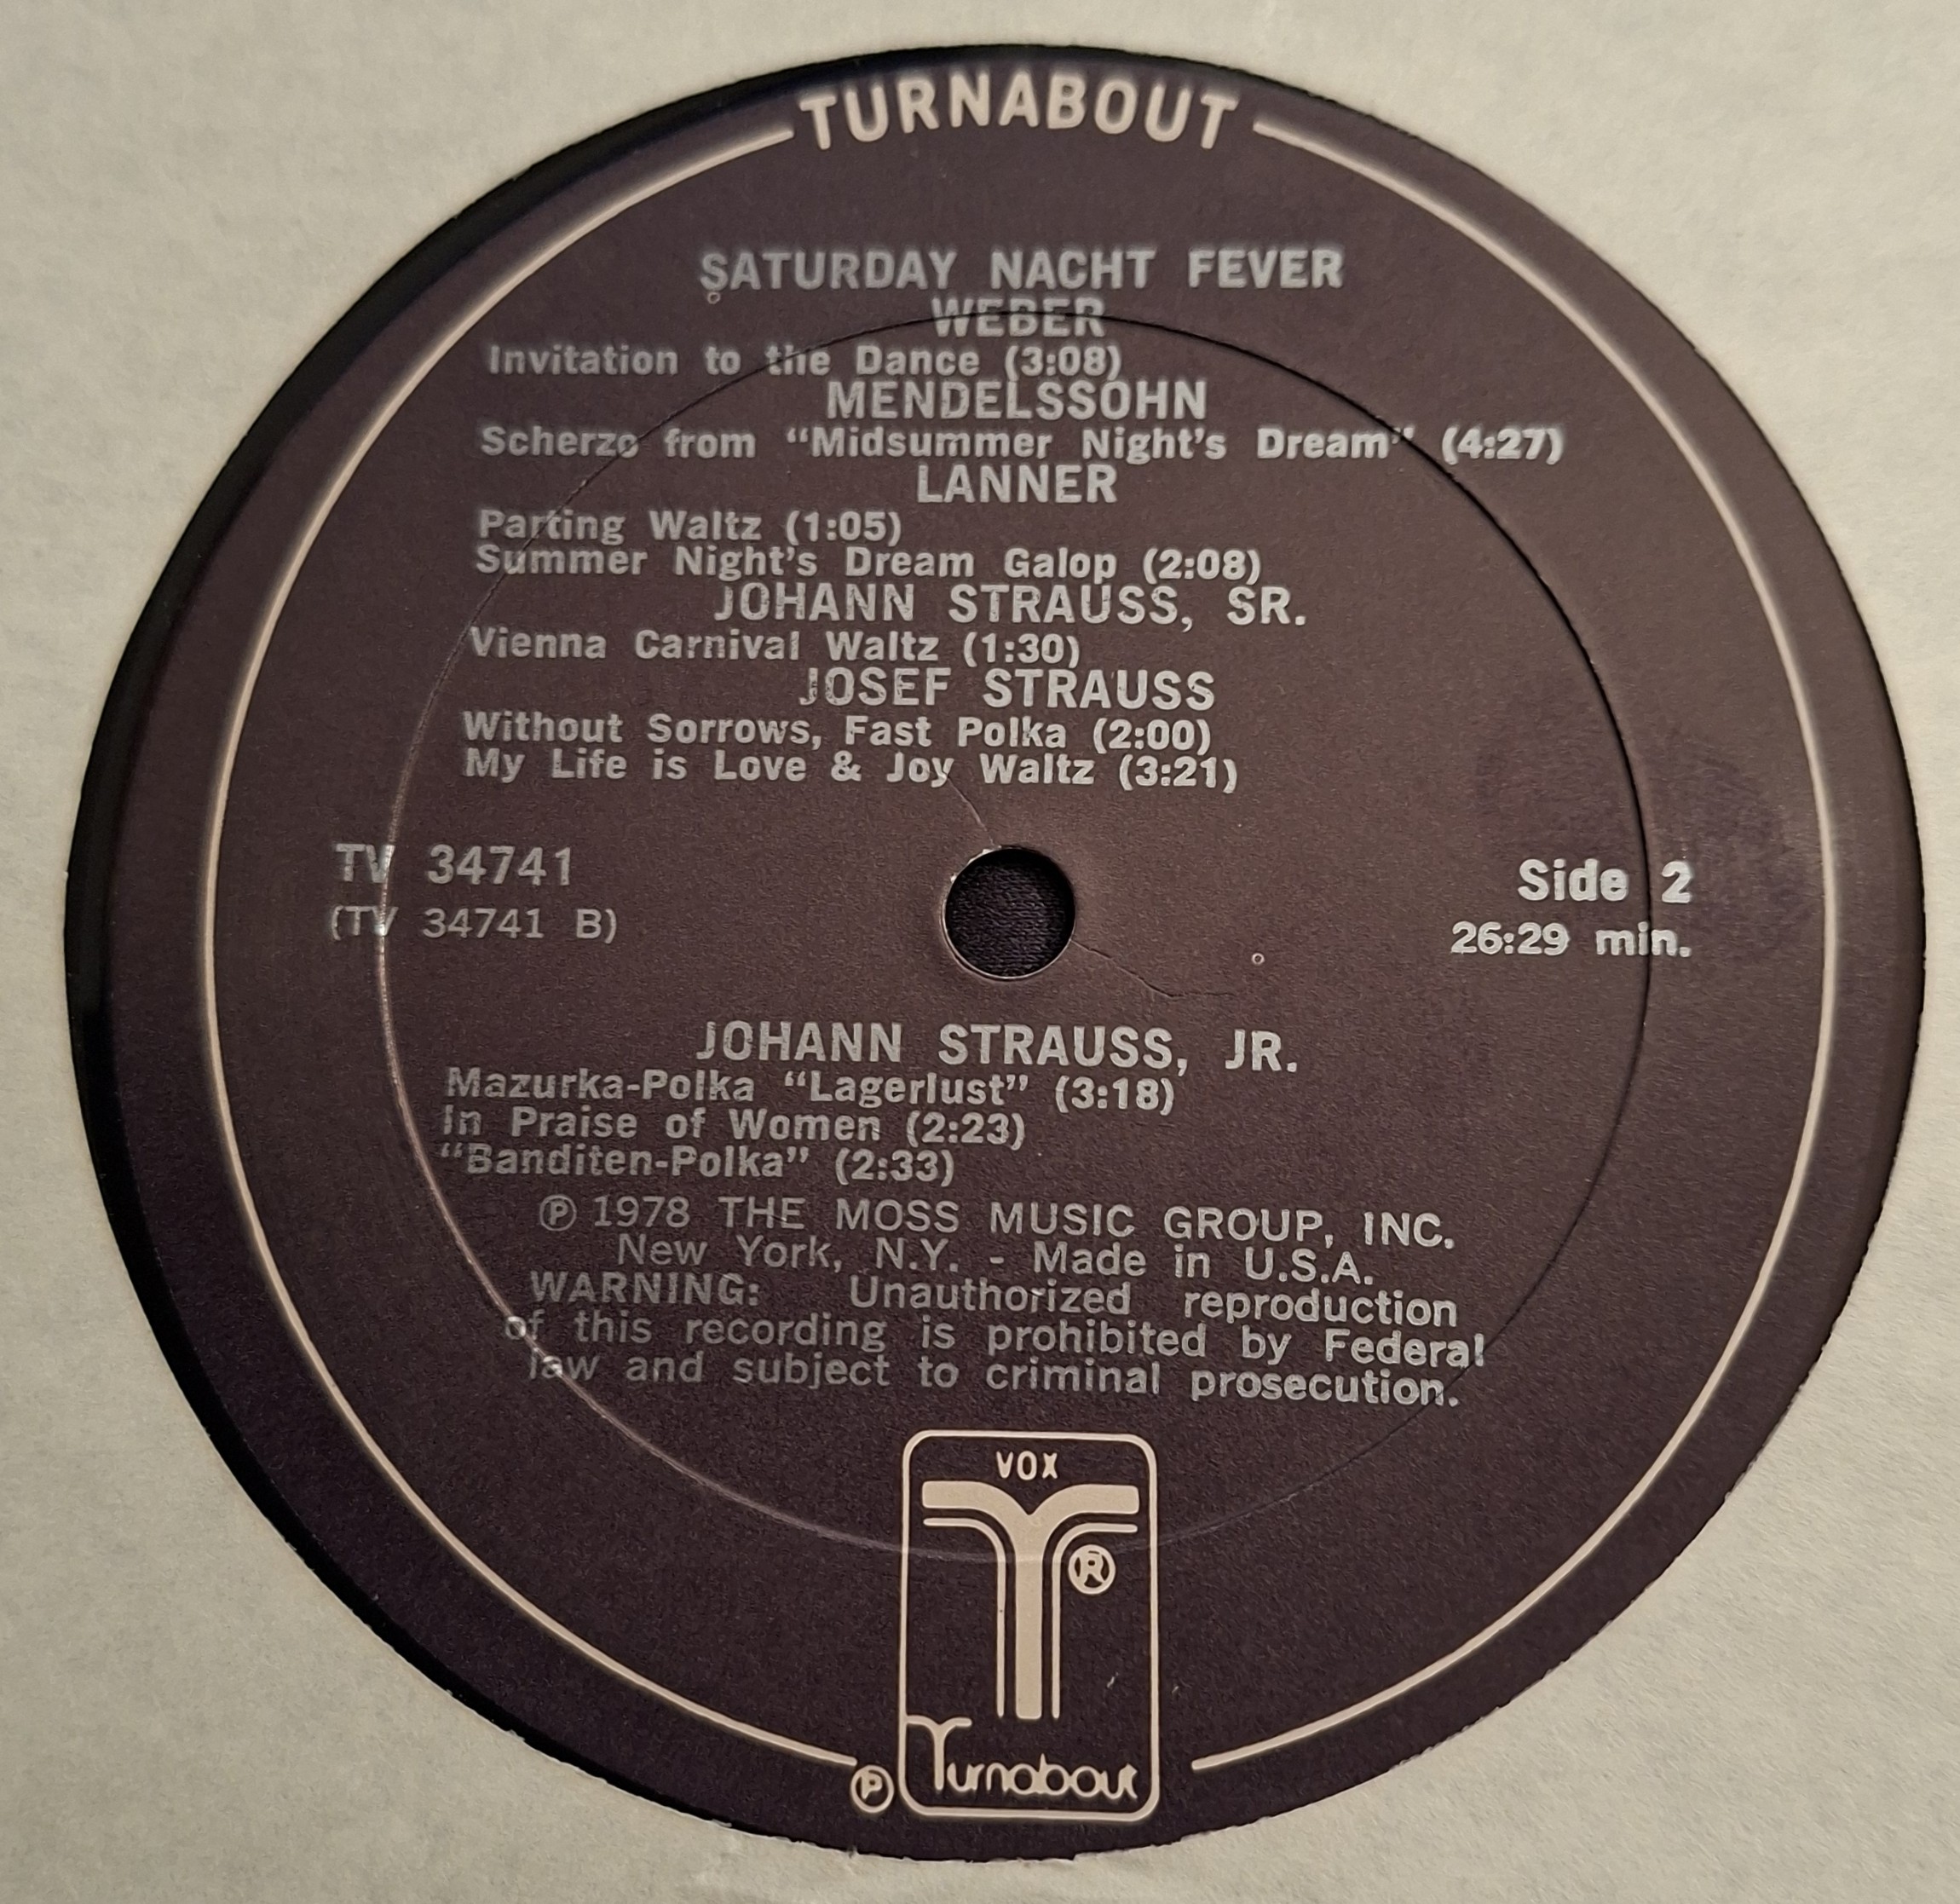 TURNABOUT
SATURDAY NACHT FEVER
WEBER
Invitation to the Dance (3:08)
MENDELSSOHN
Scherzo from “Midsummer Night's Dream” (4:27)
LANNER
Parting Waltz (1:05)
Summer Night's Dream Galop (2:08)
JOHANN STRAUSS, SR.
Vienna Carnival Waltz (1:30)
JOSEF STRAUSS
Without Sorrows, Fast Polka (2:00)
My Life is Love & Joy Waltz (3:21)
TV 34741
(TV 34741 B)
Side 2
26:29 min.
JOHANN STRAUSS, JR.
Mazurka-Polka “Lagerlust” (3:18)
In Praise of Women (2:23)
“Banditen-Polka” (2:33)
℗ 1978 THE MOSS MUSIC GROUP, INC.
New York, N.Y. - Made in U.S.A.
WARNING: Unauthorized reproduction
of this recording is prohibited by Federal
law and subject to criminal prosecution.
VOX
T ®
Turnabout
℗